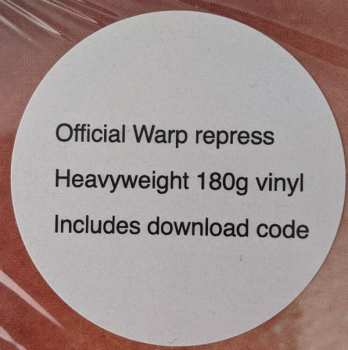 Official Warp repress
Heavyweight 180g vinyl
Includes download code